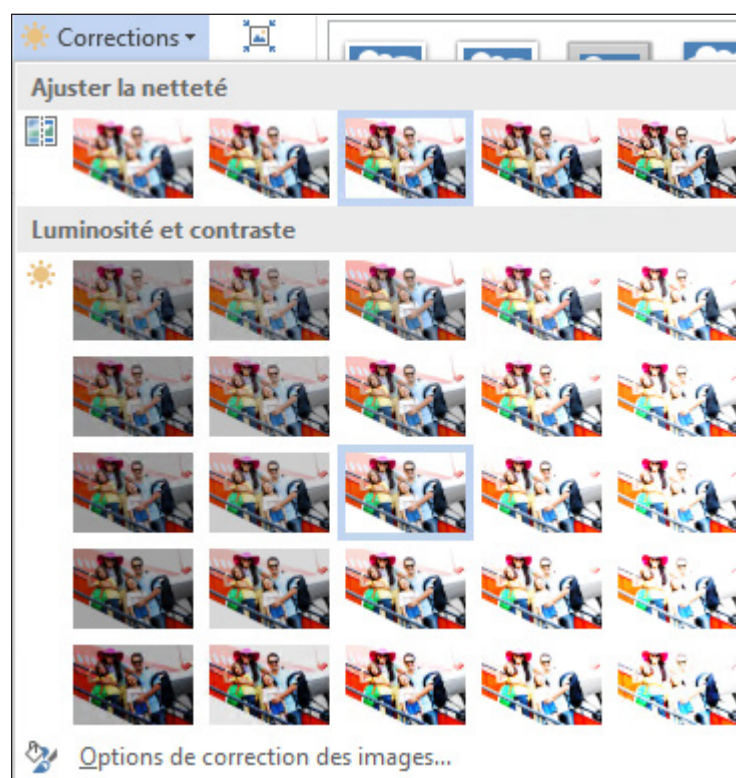 Corrections
Ajuster la netteté
Luminosité et contraste
Options de correction des images...